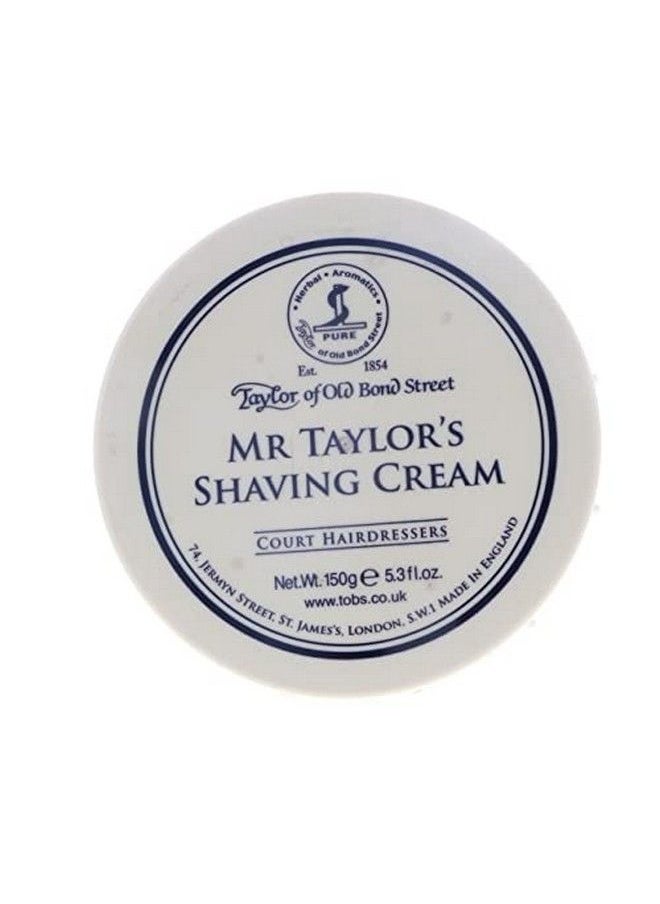 Herbal • Aromatics •
PURE
Taylor of Old Bond Street
Est. 1854
Taylor of Old Bond Street
MR TAYLOR'S
SHAVING CREAM
COURT HAIRDRESSERS
Net.Wt. 150g e 5.3fl.oz.
www.tobs.co.uk
74, JERMYN STREET, ST. JAMES'S, LONDON, S.W.1 MADE IN ENGLAND